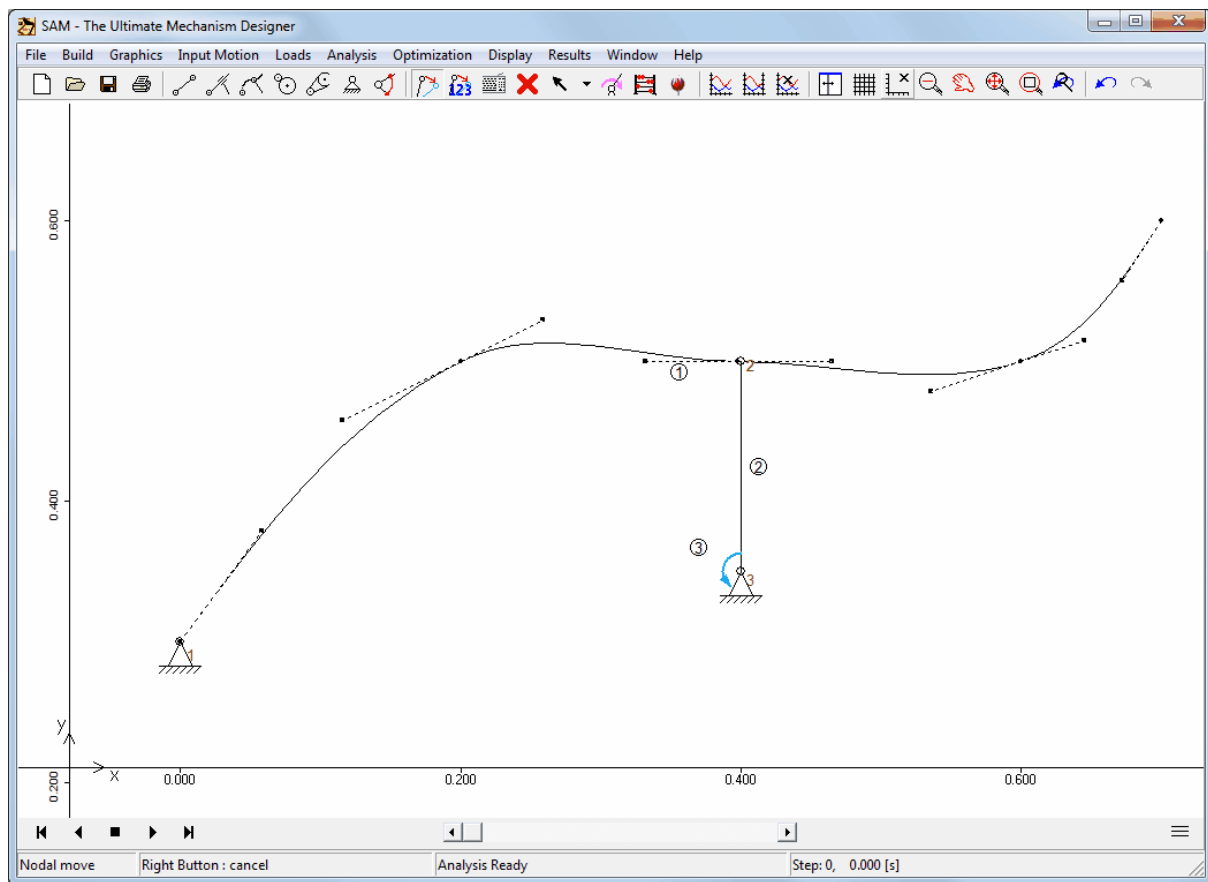 SAM - The Ultimate Mechanism Designer
File Build Graphics Input Motion Loads Analysis Optimization Display Results Window Help
123
0.600
2
1
2
0.400
3
3
1
y
x
0.200
0.000 0.200 0.400 0.600
Nodal move Right Button : cancel Analysis Ready Step: 0, 0.000 [s]